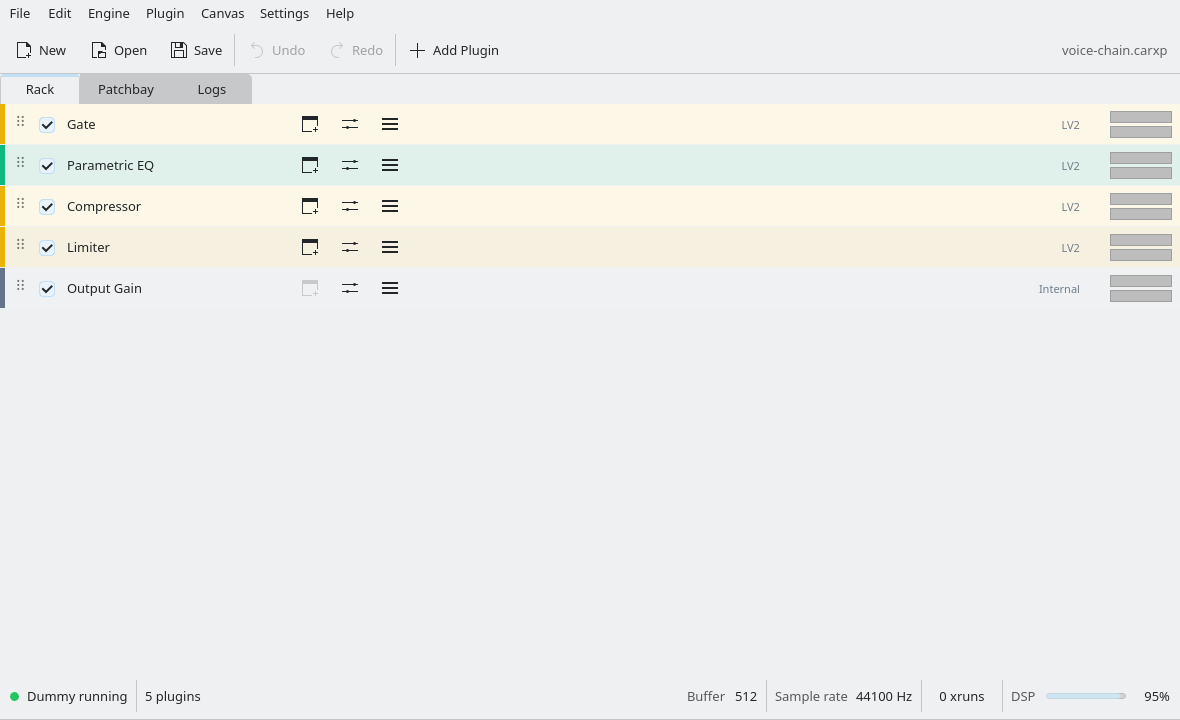 File Edit Engine Plugin Canvas Settings Help
New Open Save Undo Redo Add Plugin voice-chain.carxp
Rack Patchbay Logs
Gate LV2
Parametric EQ LV2
Compressor LV2
Limiter LV2
Output Gain Internal
Dummy running 5 plugins Buffer 512 Sample rate 44100 Hz 0 xruns DSP 95%